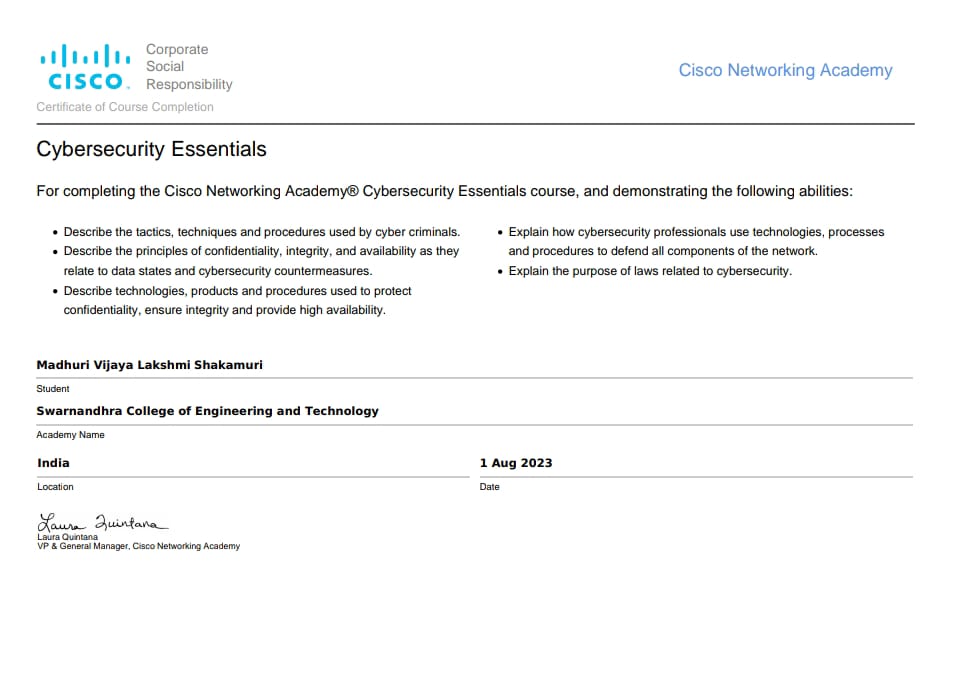 Corporate
Social
Responsibility
CISCO
Cisco Networking Academy
Certificate of Course Completion
Cybersecurity Essentials
For completing the Cisco Networking Academy® Cybersecurity Essentials course, and demonstrating the following abilities:
• Describe the tactics, techniques and procedures used by cyber criminals.
• Describe the principles of confidentiality, integrity, and availability as they
relate to data states and cybersecurity countermeasures.
• Describe technologies, products and procedures used to protect
confidentiality, ensure integrity and provide high availability.
• Explain how cybersecurity professionals use technologies, processes
and procedures to defend all components of the network.
• Explain the purpose of laws related to cybersecurity.
Madhuri Vijaya Lakshmi Shakamuri
Student
Swarnandhra College of Engineering and Technology
Academy Name
India
Location
1 Aug 2023
Date
Laura Quintana
Laura Quintana
VP & General Manager, Cisco Networking Academy